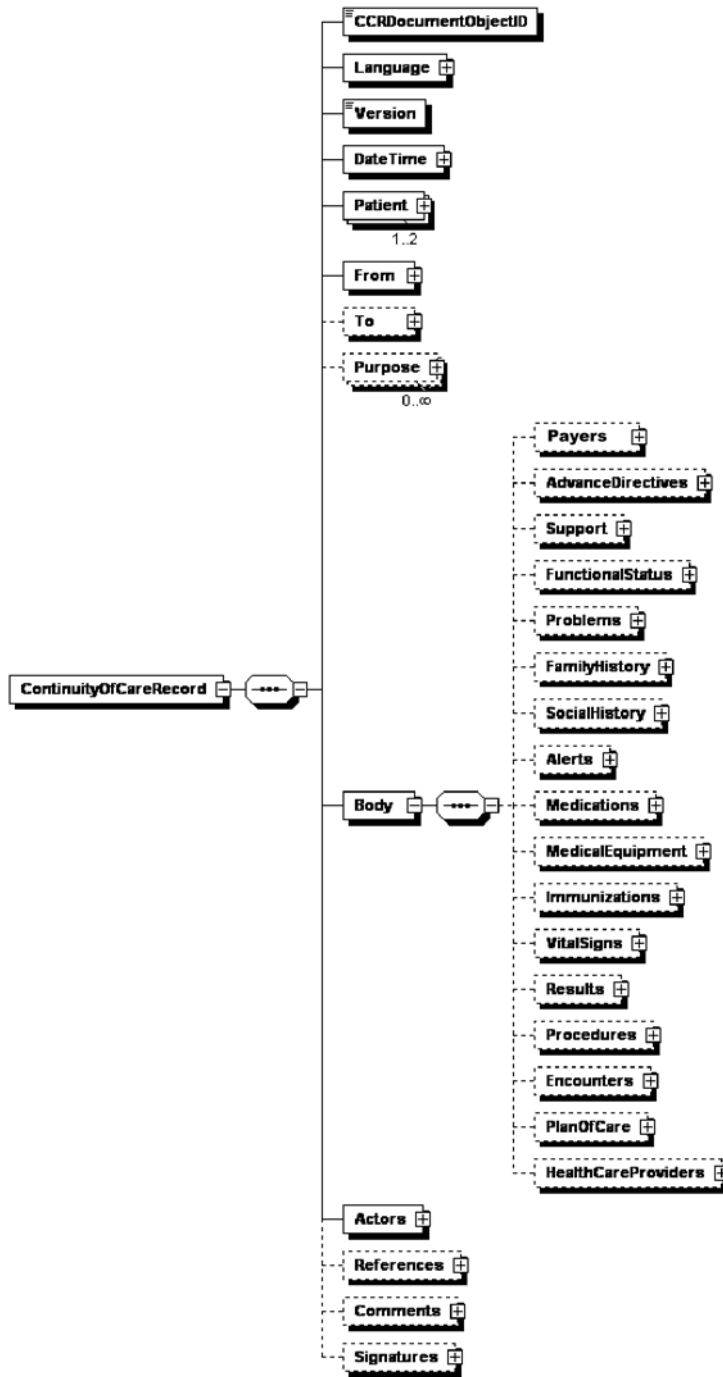 CCRDocumentObjectID
Language
Version
DateTime
Patient
1..2
From
To
Purpose
0..∞
Payers
AdvanceDirectives
Support
FunctionalStatus
Problems
FamilyHistory
ContinuityOfCareRecord
SocialHistory
Alerts
Body
Medications
MedicalEquipment
Immunizations
VitalSigns
Results
Procedures
Encounters
PlanOfCare
HealthCareProviders
Actors
References
Comments
Signatures